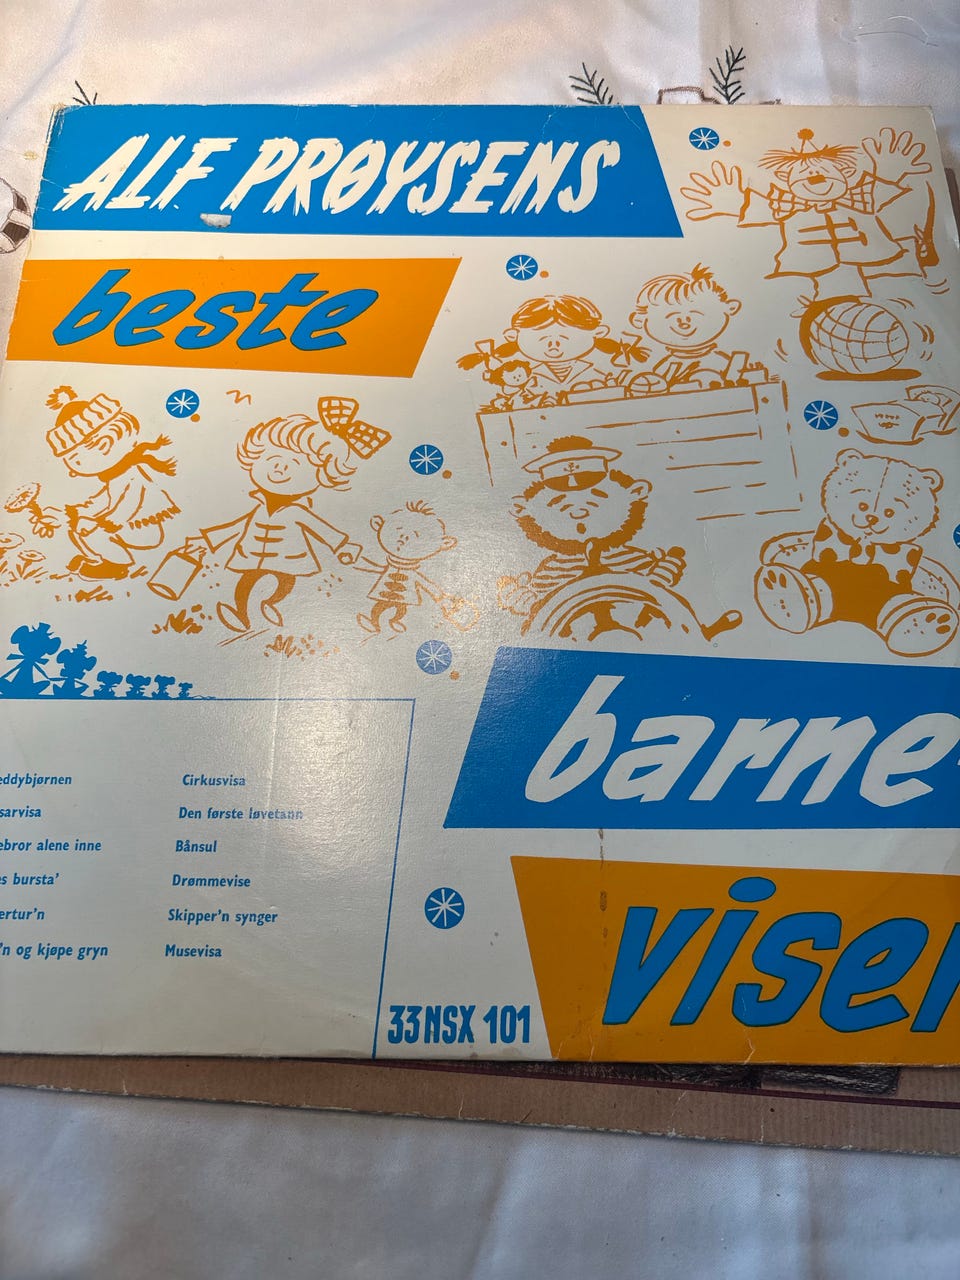 ALF PRØYSENS
beste
barne-
viser
eddybjørnen
sarvisa
ebror alene inne
es bursta'
ertur'n
'n og kjøpe gryn
Cirkusvisa
Den første løvetann
Bånsul
Drømmevise
Skipper'n synger
Musevisa
33 NSX 101